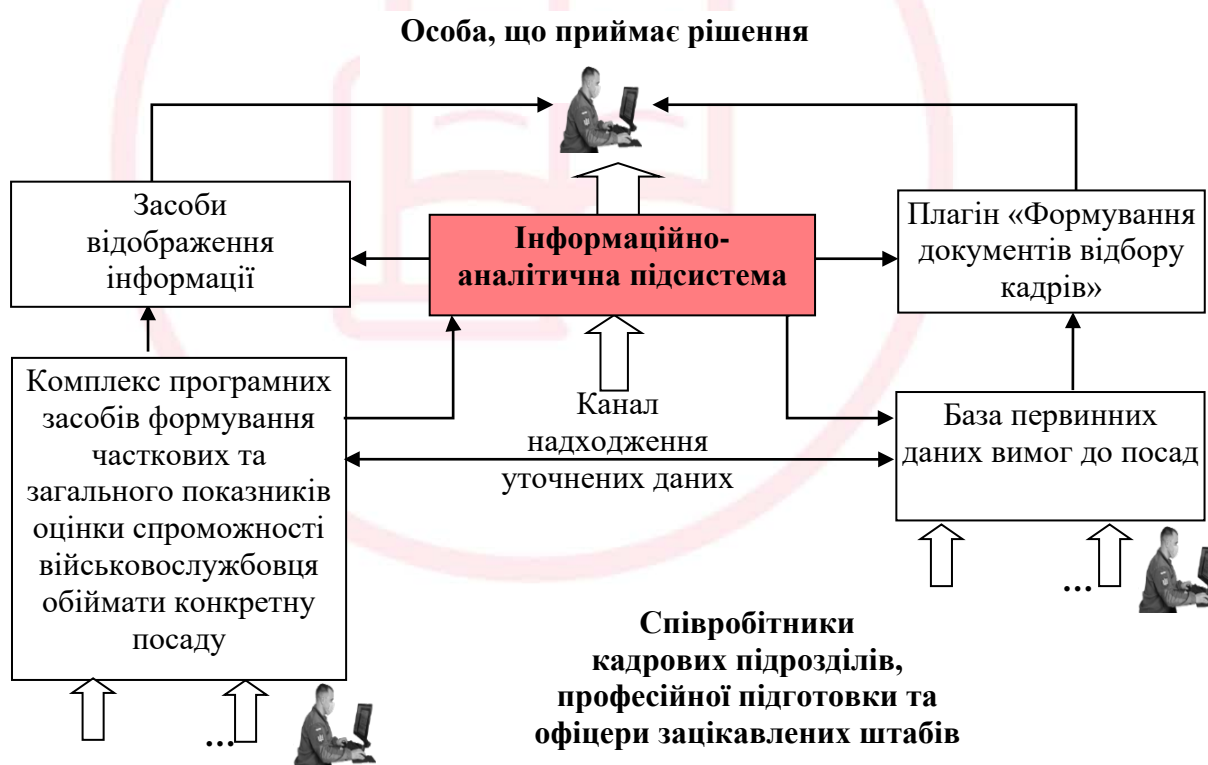 Особа, що приймає рішення
Засоби
відображення
інформації
Інформаційно-
аналітична підсистема
Плагін «Формування
документів відбору
кадрів»
Комплекс програмних
засобів формування
часткових та
загального показників
оцінки спроможності
військовослужбовця
обіймати конкретну
посаду
Канал
надходження
уточнених даних
База первинних
даних вимог до посад
...
...
Співробітники
кадрових підрозділів,
професійної підготовки та
офіцери зацікавлених штабів